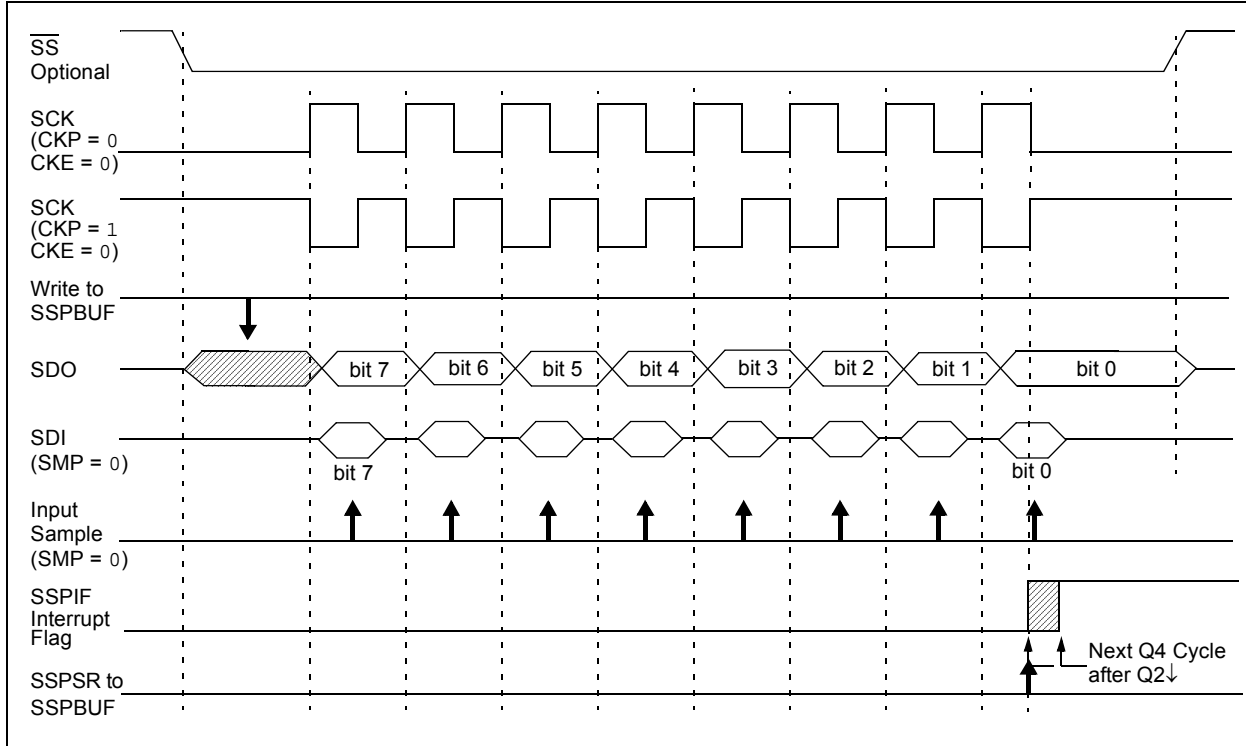 SS
Optional
SCK
(CKP = 0
CKE = 0)
SCK
(CKP = 1
CKE = 0)
Write to
SSPBUF
SDO
bit 7
bit 6
bit 5
bit 4
bit 3
bit 2
bit 1
bit 0
SDI
(SMP = 0)
bit 7
bit 0
Input
Sample
(SMP = 0)
SSPIF
Interrupt
Flag
Next Q4 Cycle
after Q2↓
SSPSR to
SSPBUF